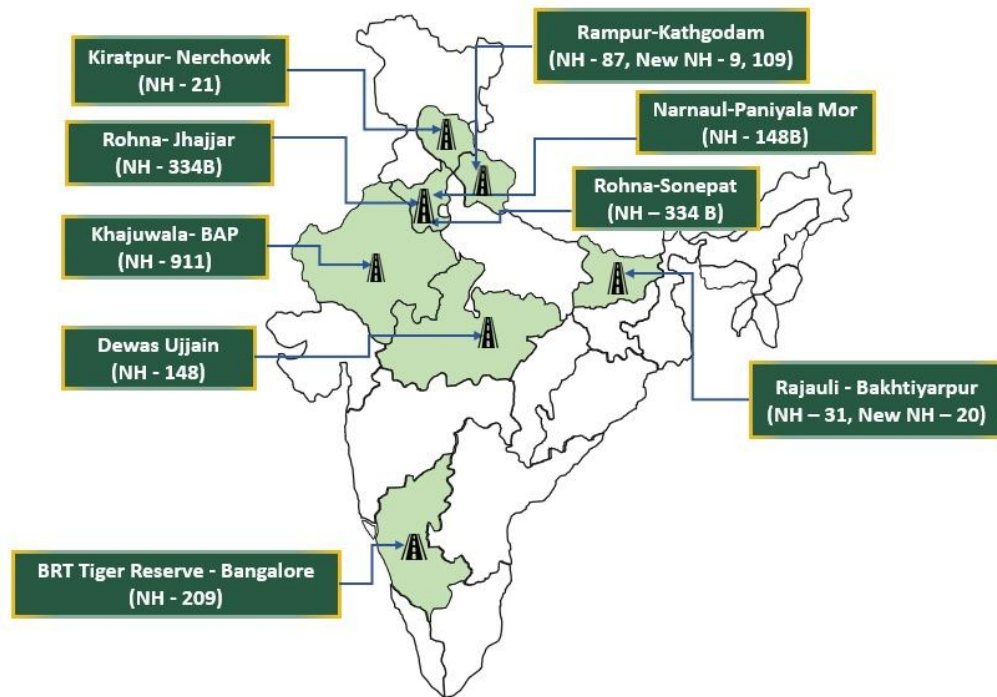 Kiratpur- Nerchowk
(NH - 21)
Rampur-Kathgodam
(NH - 87, New NH - 9, 109)
Rohna- Jhajjar
(NH - 334B)
Narnaul-Paniyala Mor
(NH - 148B)
Khajuwala- BAP
(NH - 911)
Rohna-Sonepat
(NH – 334 B)
Dewas Ujjain
(NH - 148)
Rajauli - Bakhtiyarpur
(NH – 31, New NH – 20)
BRT Tiger Reserve - Bangalore
(NH - 209)